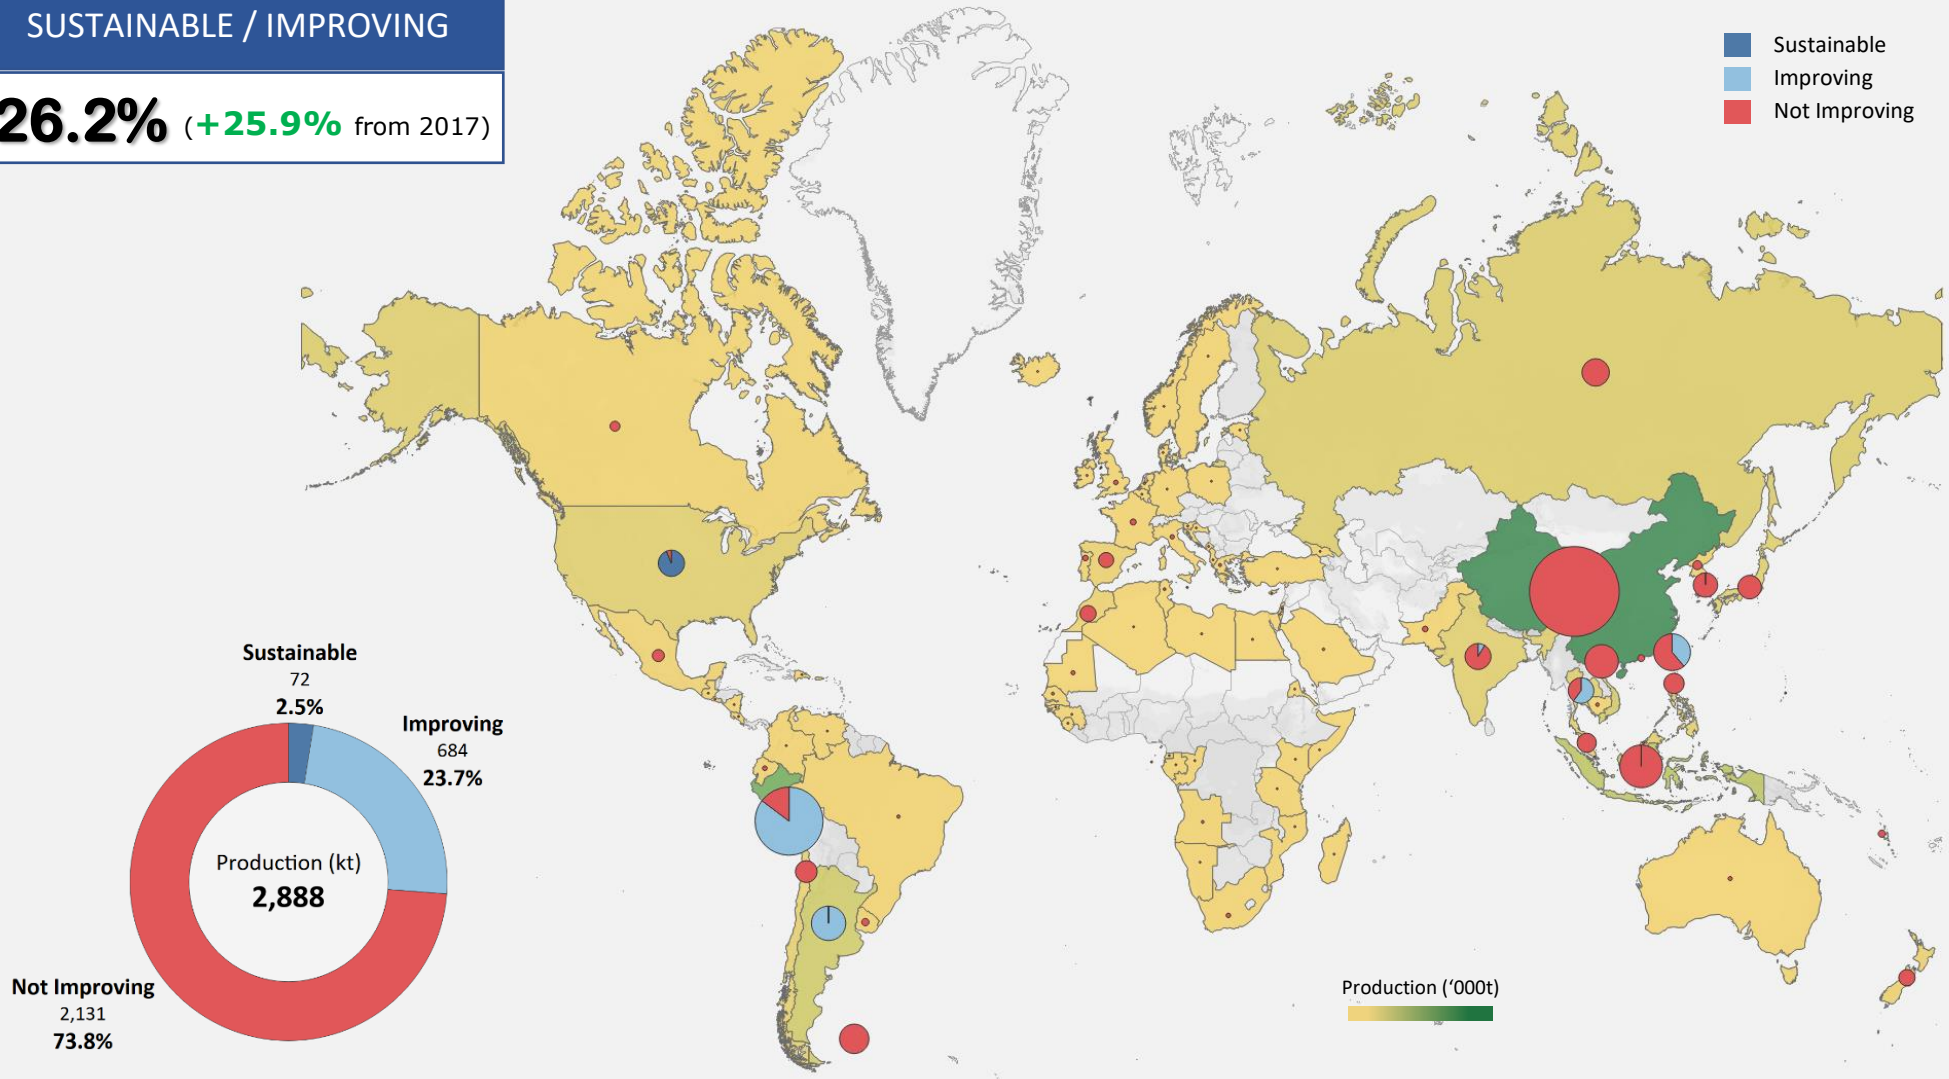 SUSTAINABLE / IMPROVING
26.2% (+25.9% from 2017)
Sustainable
Improving
Not Improving
Sustainable
72
2.5%
Improving
684
23.7%
Production (kt)
2,888
Not Improving
2,131
73.8%
Production (‘000t)